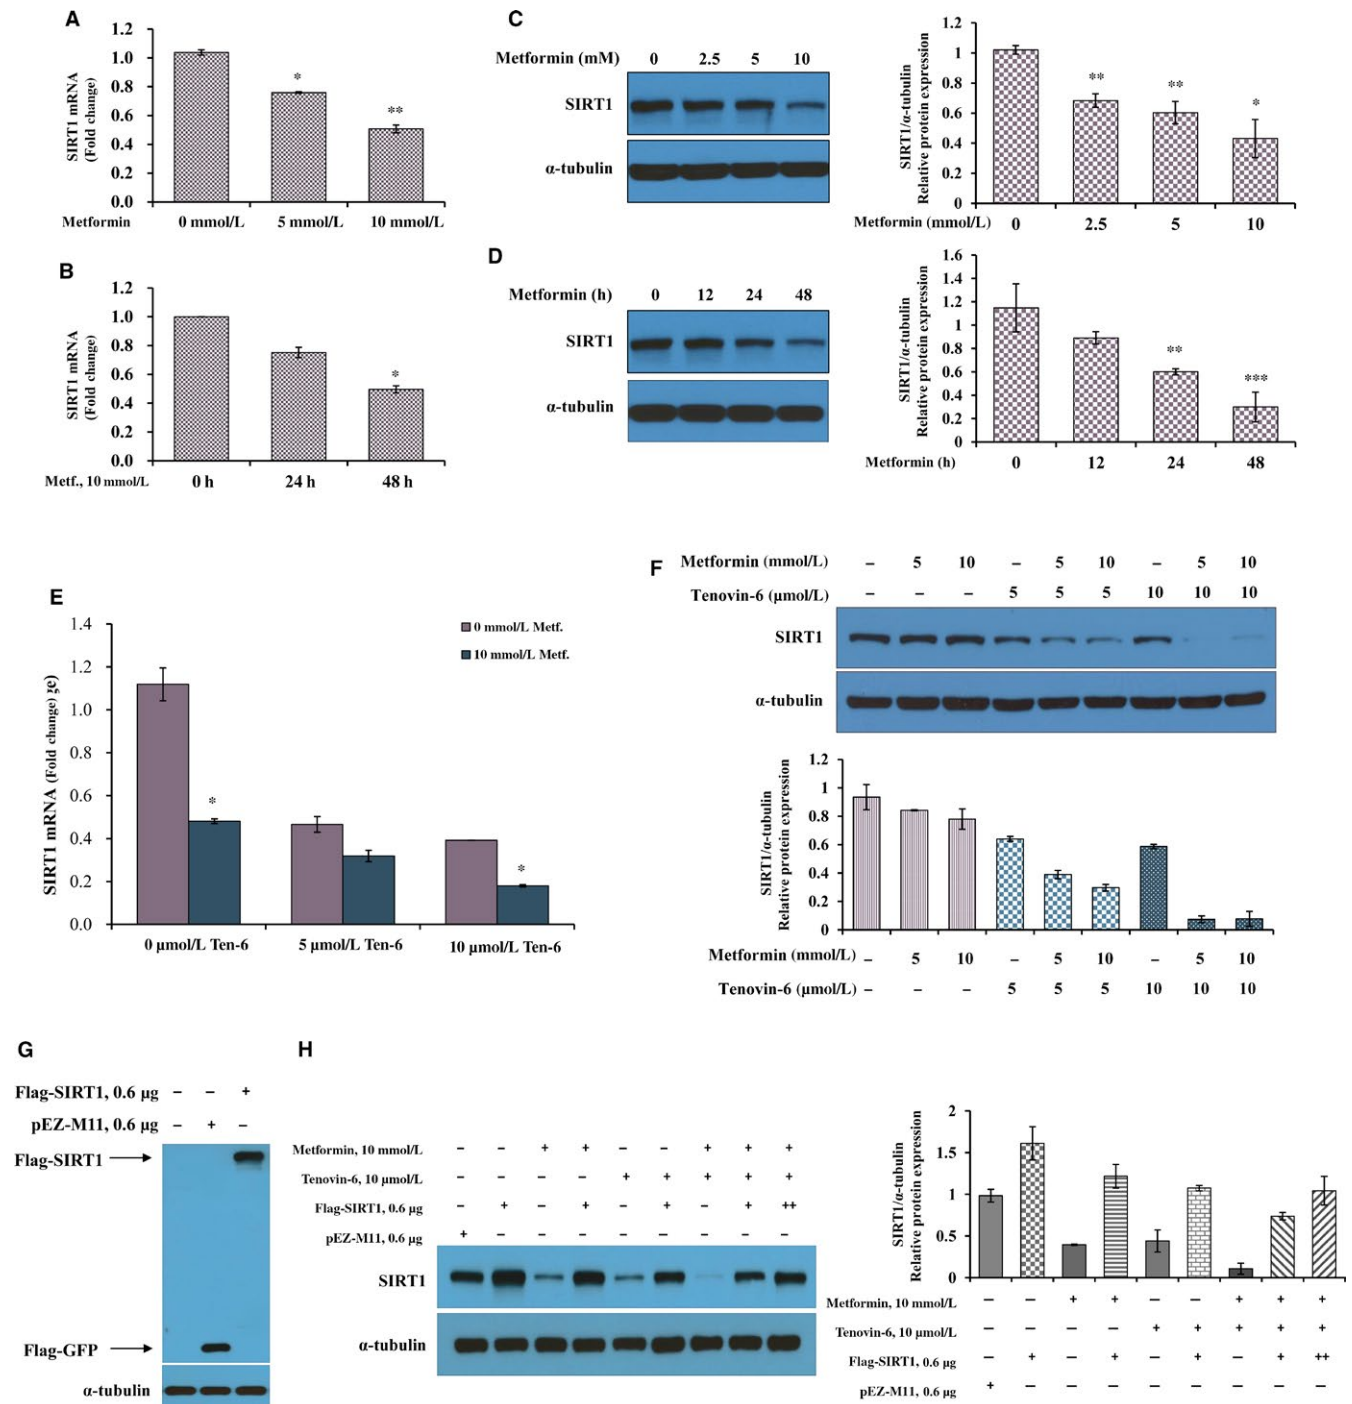 A
1.2
1.0
0.8
0.6
0.4
0.2
0.0
SIRT1 mRNA
(Fold change)
*
**
Metformin 0 mmol/L 5 mmol/L 10 mmol/L
C
Metformin (mM) 0 2.5 5 10
SIRT1
α-tubulin
1.2
1
0.8
0.6
0.4
0.2
0
SIRT1/α-tubulin
Relative protein expression
** ** *
Metformin (mmol/L) 0 2.5 5 10
B
1.2
1.0
0.8
0.6
0.4
0.2
0.0
SIRT1 mRNA
(Fold change)
*
Metf., 10 mmol/L 0 h 24 h 48 h
D
Metformin (h) 0 12 24 48
SIRT1
α-tubulin
1.6
1.4
1.2
1
0.8
0.6
0.4
0.2
0
SIRT1/α-tubulin
Relative protein expression
** ***
Metformin (h) 0 12 24 48
E
1.4
1.2
1.0
0.8
0.6
0.4
0.2
0.0
SIRT1 mRNA (Fold change) ge)
0 mmol/L Metf.
10 mmol/L Metf.
* *
0 µmol/L Ten-6 5 µmol/L Ten-6 10 µmol/L Ten-6
F
Metformin (mmol/L) – 5 10 – 5 10 – 5 10
Tenovin-6 (µmol/L) – – – 5 5 5 10 10 10
SIRT1
α-tubulin
1.2
1
0.8
0.6
0.4
0.2
0
SIRT1/α-tubulin
Relative protein expression
Metformin (mmol/L) – 5 10 – 5 10 – 5 10
Tenovin-6 (µmol/L) – – – 5 5 5 10 10 10
G
Flag-SIRT1, 0.6 µg – – +
pEZ-M11, 0.6 µg – + –
Flag-SIRT1
Flag-GFP
α-tubulin
H
Metformin, 10 mmol/L – – + + – – + + +
Tenovin-6, 10 µmol/L – – – – + + + + +
Flag-SIRT1, 0.6 µg – + – + – + – + ++
pEZ-M11, 0.6 µg + – – – – – – – –
SIRT1
α-tubulin
2
1.5
1
0.5
0
SIRT1/α-tubulin
Relative protein expression
Metformin, 10 mmol/L – – + + – – + + +
Tenovin-6, 10 µmol/L – – – – + + + + +
Flag-SIRT1, 0.6 µg – + – + – + – + ++
pEZ-M11, 0.6 µg + – – – – – – – –